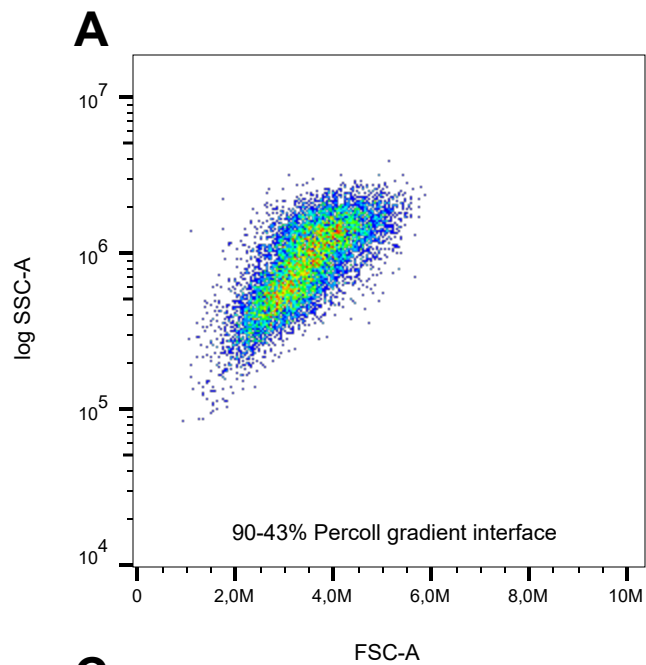 A
10^7
10^6
log SSC-A
10^5
90-43% Percoll gradient interface
10^4
0 2,0M 4,0M 6,0M 8,0M 10M
FSC-A